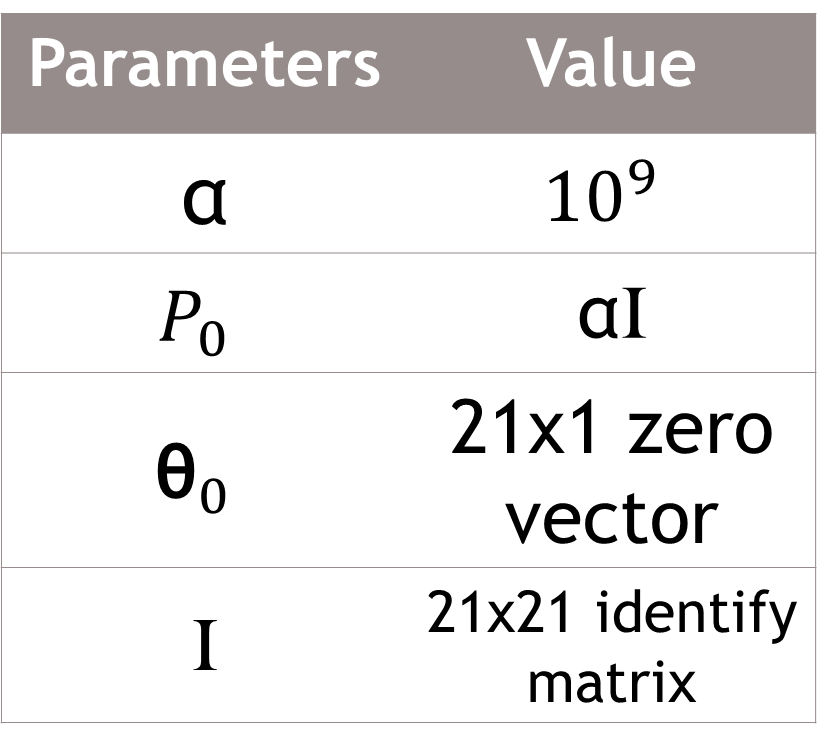 Parameters Value
α 10⁹
P₀ αI
θ₀ 21x1 zero
vector
I 21x21 identify
matrix